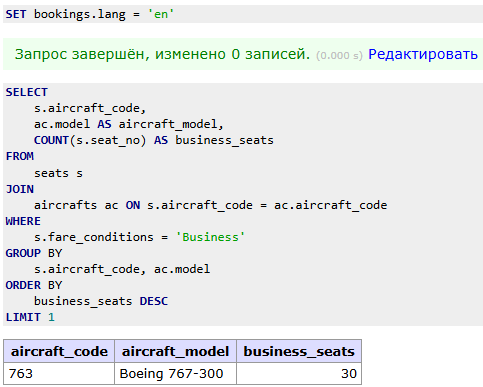 SET bookings.lang = 'en'
Запрос завершён, изменено 0 записей. (0.000 s) Редактировать
SELECT
    s.aircraft_code,
    ac.model AS aircraft_model,
    COUNT(s.seat_no) AS business_seats
FROM
    seats s
JOIN
    aircrafts ac ON s.aircraft_code = ac.aircraft_code
WHERE
    s.fare_conditions = 'Business'
GROUP BY
    s.aircraft_code, ac.model
ORDER BY
    business_seats DESC
LIMIT 1
aircraft_code aircraft_model business_seats
763 Boeing 767-300 30